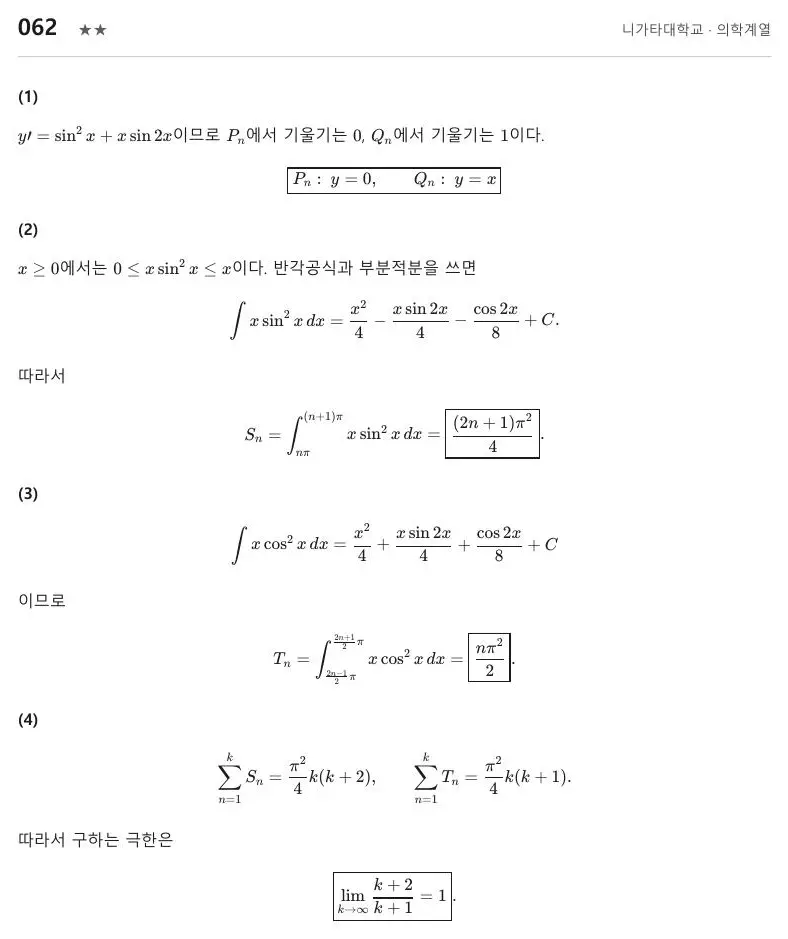 062 ★★ 니가타대학교 · 의학계열
(1)
y′ = sin² x + x sin 2x이므로 Pₙ에서 기울기는 0, Qₙ에서 기울기는 1이다.
Pₙ : y = 0, Qₙ : y = x
(2)
x ≥ 0에서는 0 ≤ x sin² x ≤ x이다. 반각공식과 부분적분을 쓰면
∫ x sin² x dx = x²/4 − (x sin 2x)/4 − (cos 2x)/8 + C.
따라서
Sₙ = ∫_{nπ}^{(n+1)π} x sin² x dx = (2n + 1)π²/4.
(3)
∫ x cos² x dx = x²/4 + (x sin 2x)/4 + (cos 2x)/8 + C
이므로
Tₙ = ∫_{(2n−1)/2 π}^{(2n+1)/2 π} x cos² x dx = nπ²/2.
(4)
∑_{n=1}^{k} Sₙ = π²/4 k(k + 2), ∑_{n=1}^{k} Tₙ = π²/4 k(k + 1).
따라서 구하는 극한은
lim_{k→∞} (k + 2)/(k + 1) = 1.